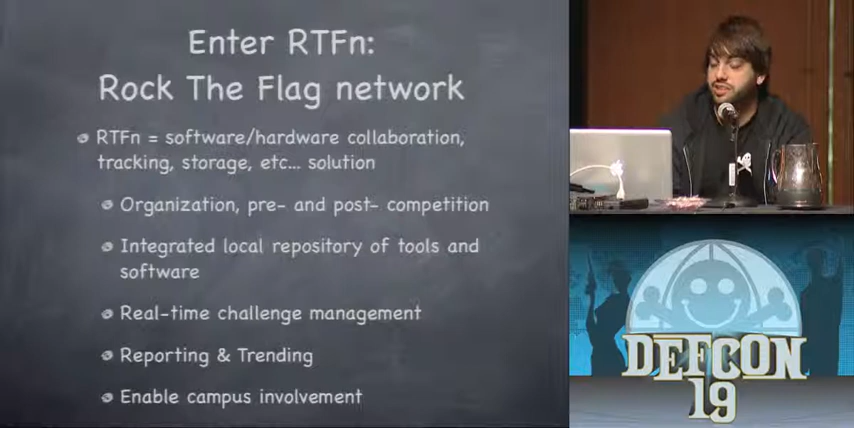 Enter RTFn:
Rock The Flag network
RTFn = software/hardware collaboration,
tracking, storage, etc... solution
Organization, pre- and post- competition
Integrated local repository of tools and
software
Real-time challenge management
Reporting & Trending
Enable campus involvement
DEFCON
19